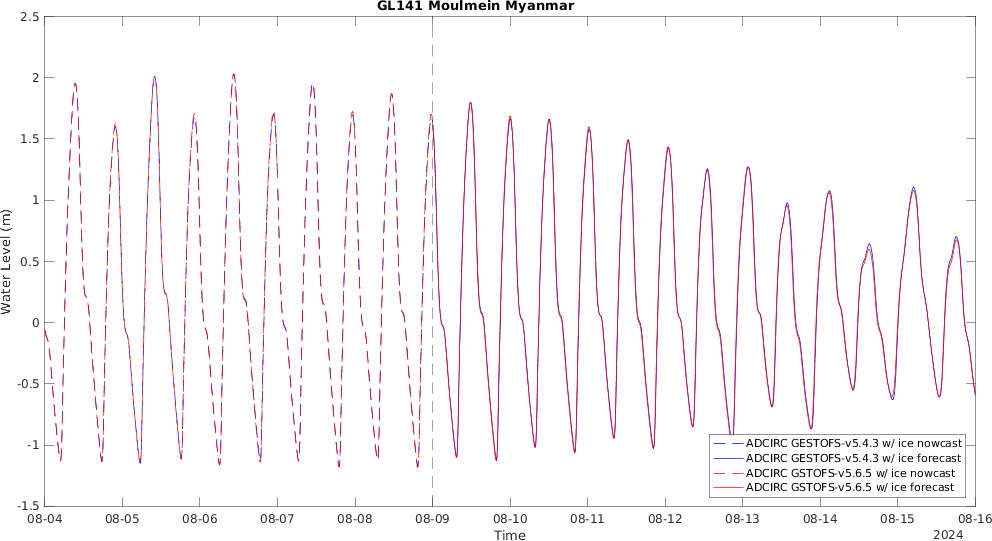 GL141 Moulmein Myanmar
2.5
2
1.5
1
0.5
0
-0.5
-1
-1.5
Water Level (m)
08-04 08-05 08-06 08-07 08-08 08-09 08-10 08-11 08-12 08-13 08-14 08-15 08-16
Time
2024
ADCIRC GESTOFS-v5.4.3 w/ ice nowcast
ADCIRC GESTOFS-v5.4.3 w/ ice forecast
ADCIRC GSTOFS-v5.6.5 w/ ice nowcast
ADCIRC GSTOFS-v5.6.5 w/ ice forecast